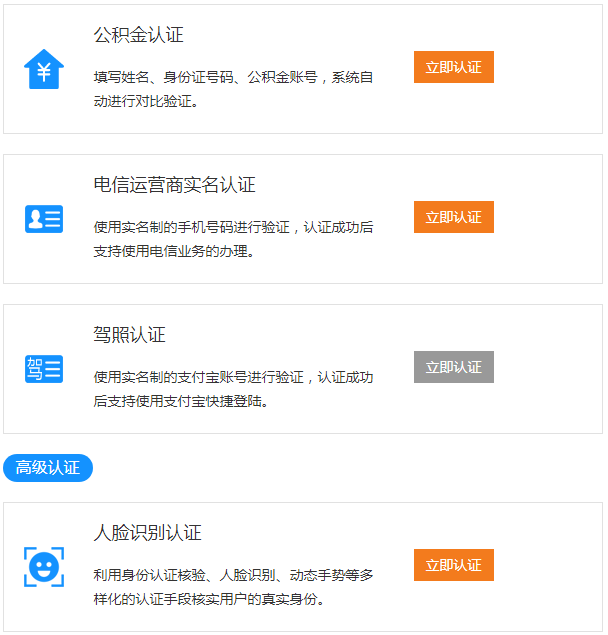 公积金认证
填写姓名、身份证号码、公积金账号，系统自
动进行对比验证。
立即认证
电信运营商实名认证
使用实名制的手机号码进行验证，认证成功后
支持使用电信业务的办理。
立即认证
驾
驾照认证
使用实名制的支付宝账号进行验证，认证成功
后支持使用支付宝快捷登陆。
立即认证
高级认证
人脸识别认证
利用身份认证核验、人脸识别、动态手势等多
样化的认证手段核实用户的真实身份。
立即认证